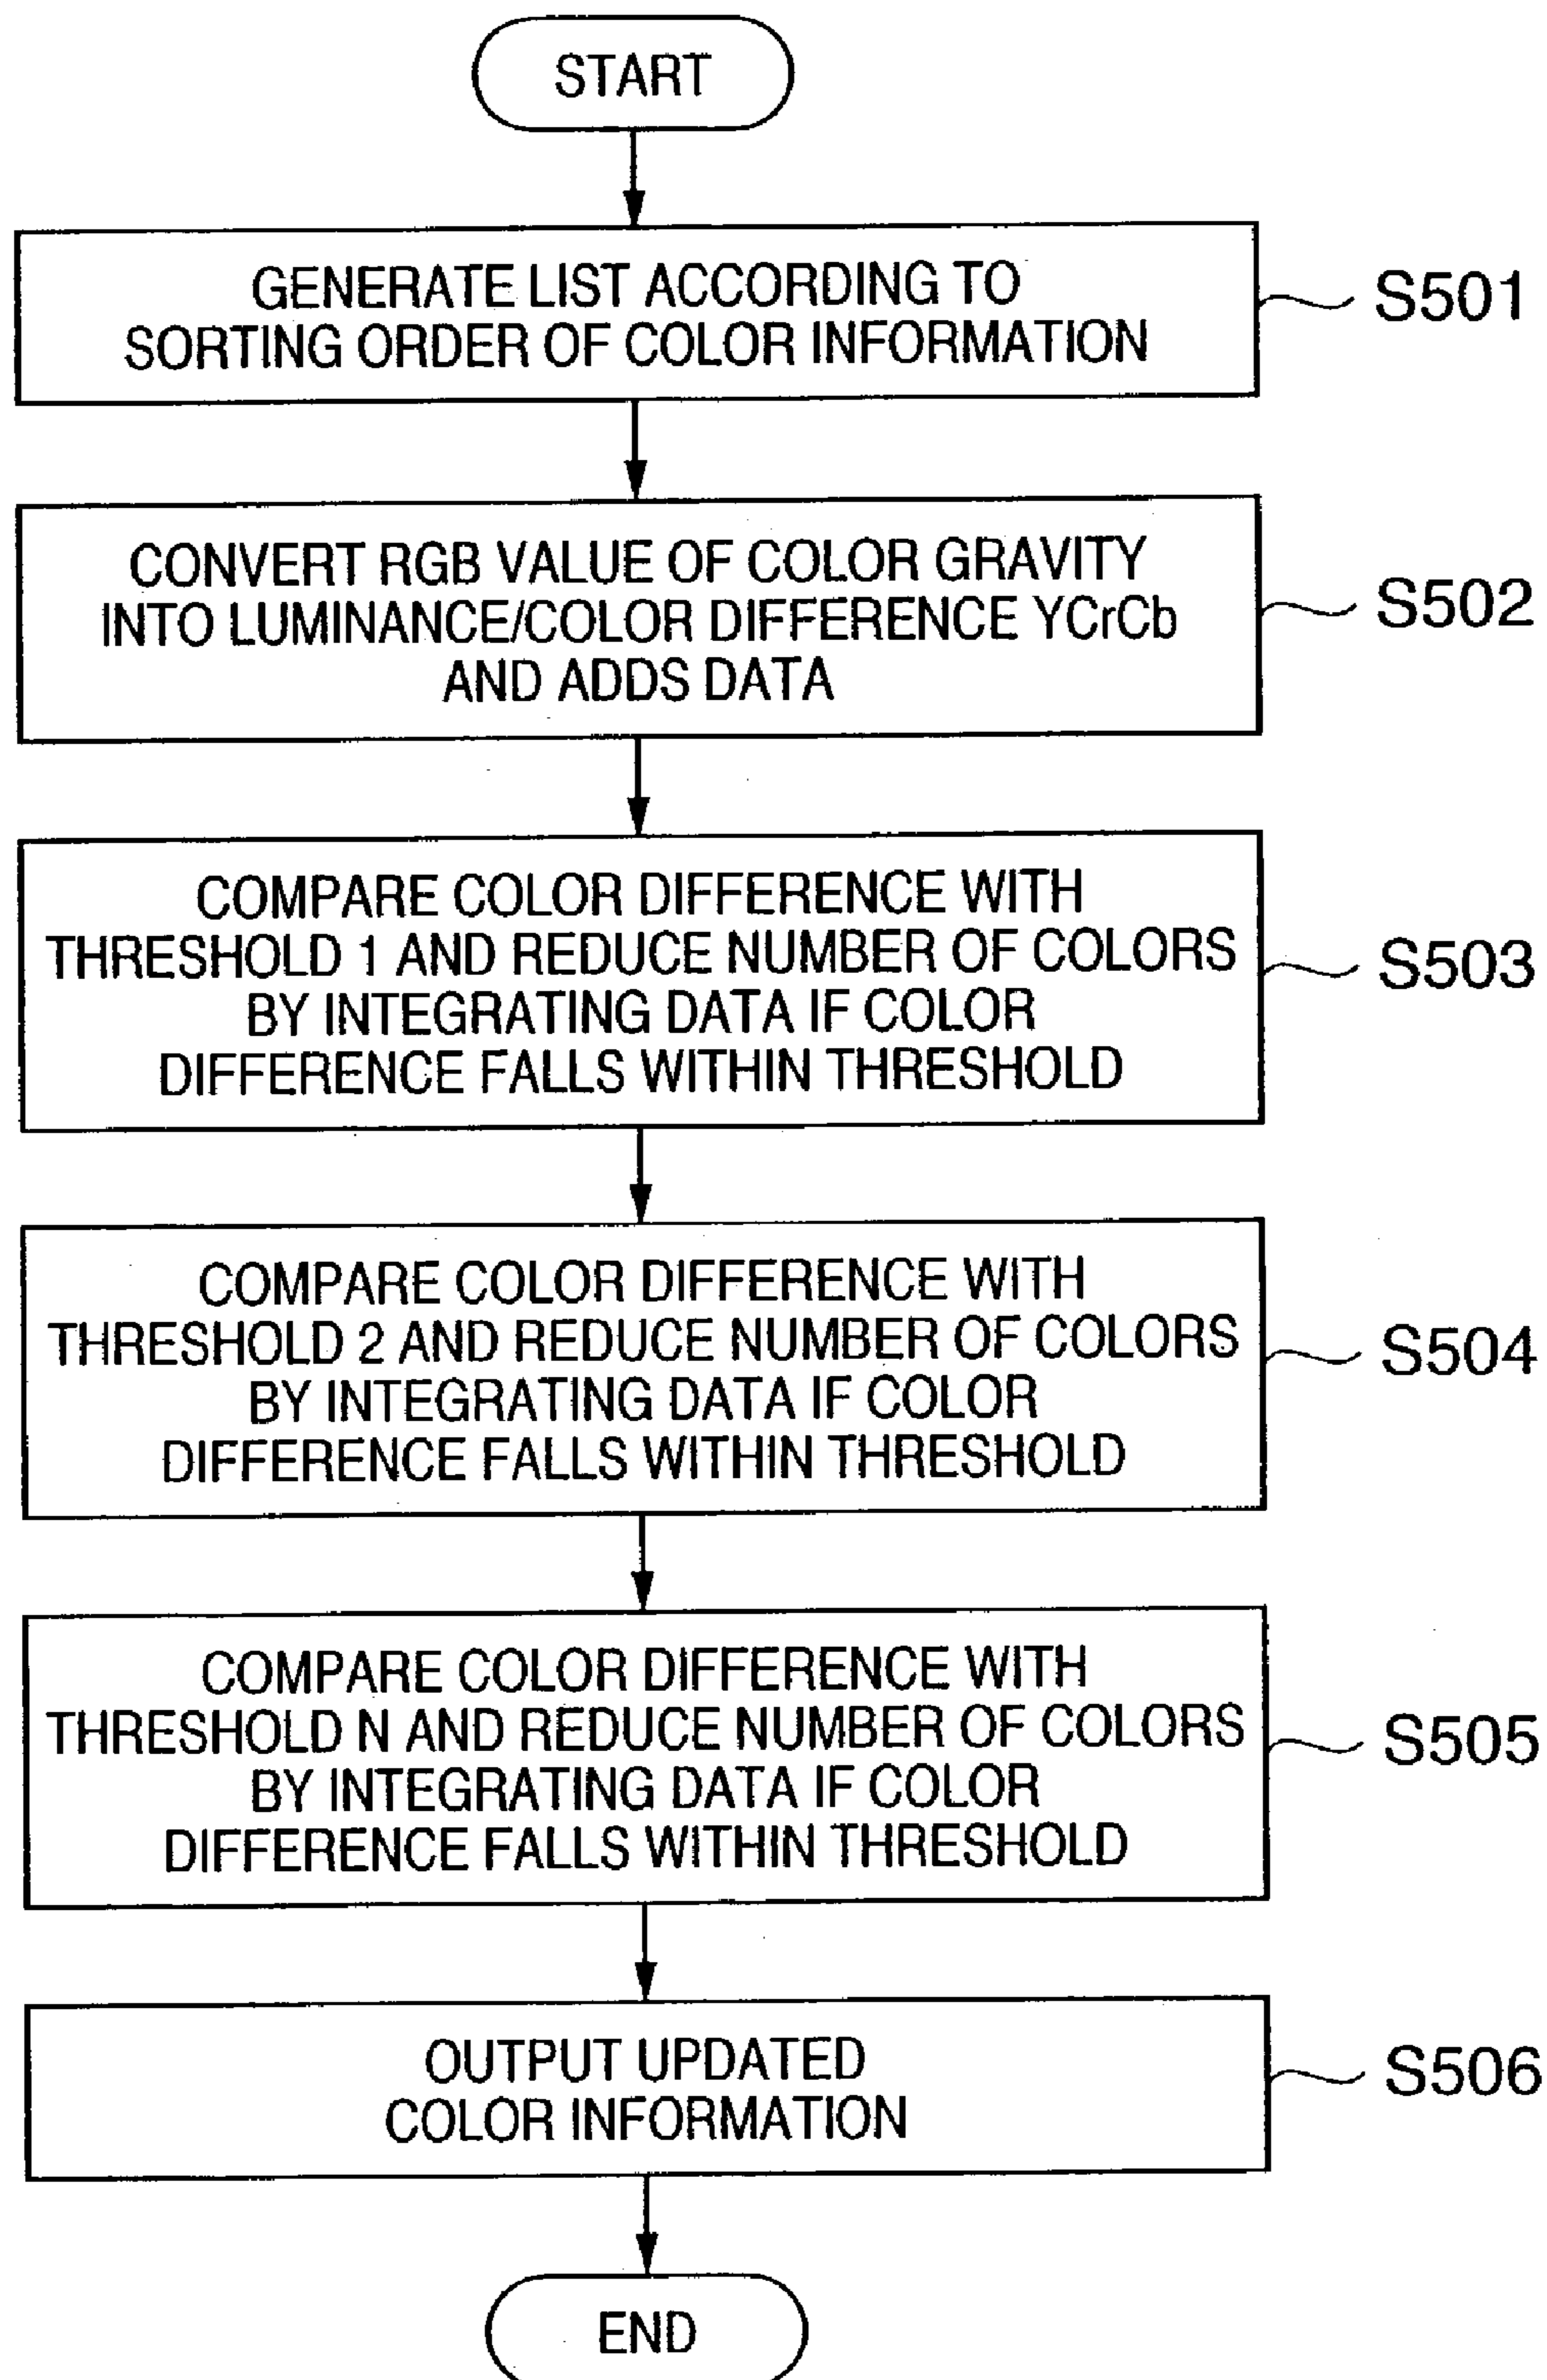 START
GENERATE LIST ACCORDING TO
SORTING ORDER OF COLOR INFORMATION
S501
CONVERT RGB VALUE OF COLOR GRAVITY
INTO LUMINANCE/COLOR DIFFERENCE YCrCb
AND ADDS DATA
S502
COMPARE COLOR DIFFERENCE WITH
THRESHOLD 1 AND REDUCE NUMBER OF COLORS
BY INTEGRATING DATA IF COLOR
DIFFERENCE FALLS WITHIN THRESHOLD
S503
COMPARE COLOR DIFFERENCE WITH
THRESHOLD 2 AND REDUCE NUMBER OF COLORS
BY INTEGRATING DATA IF COLOR
DIFFERENCE FALLS WITHIN THRESHOLD
S504
COMPARE COLOR DIFFERENCE WITH
THRESHOLD N AND REDUCE NUMBER OF COLORS
BY INTEGRATING DATA IF COLOR
DIFFERENCE FALLS WITHIN THRESHOLD
S505
OUTPUT UPDATED
COLOR INFORMATION
S506
END